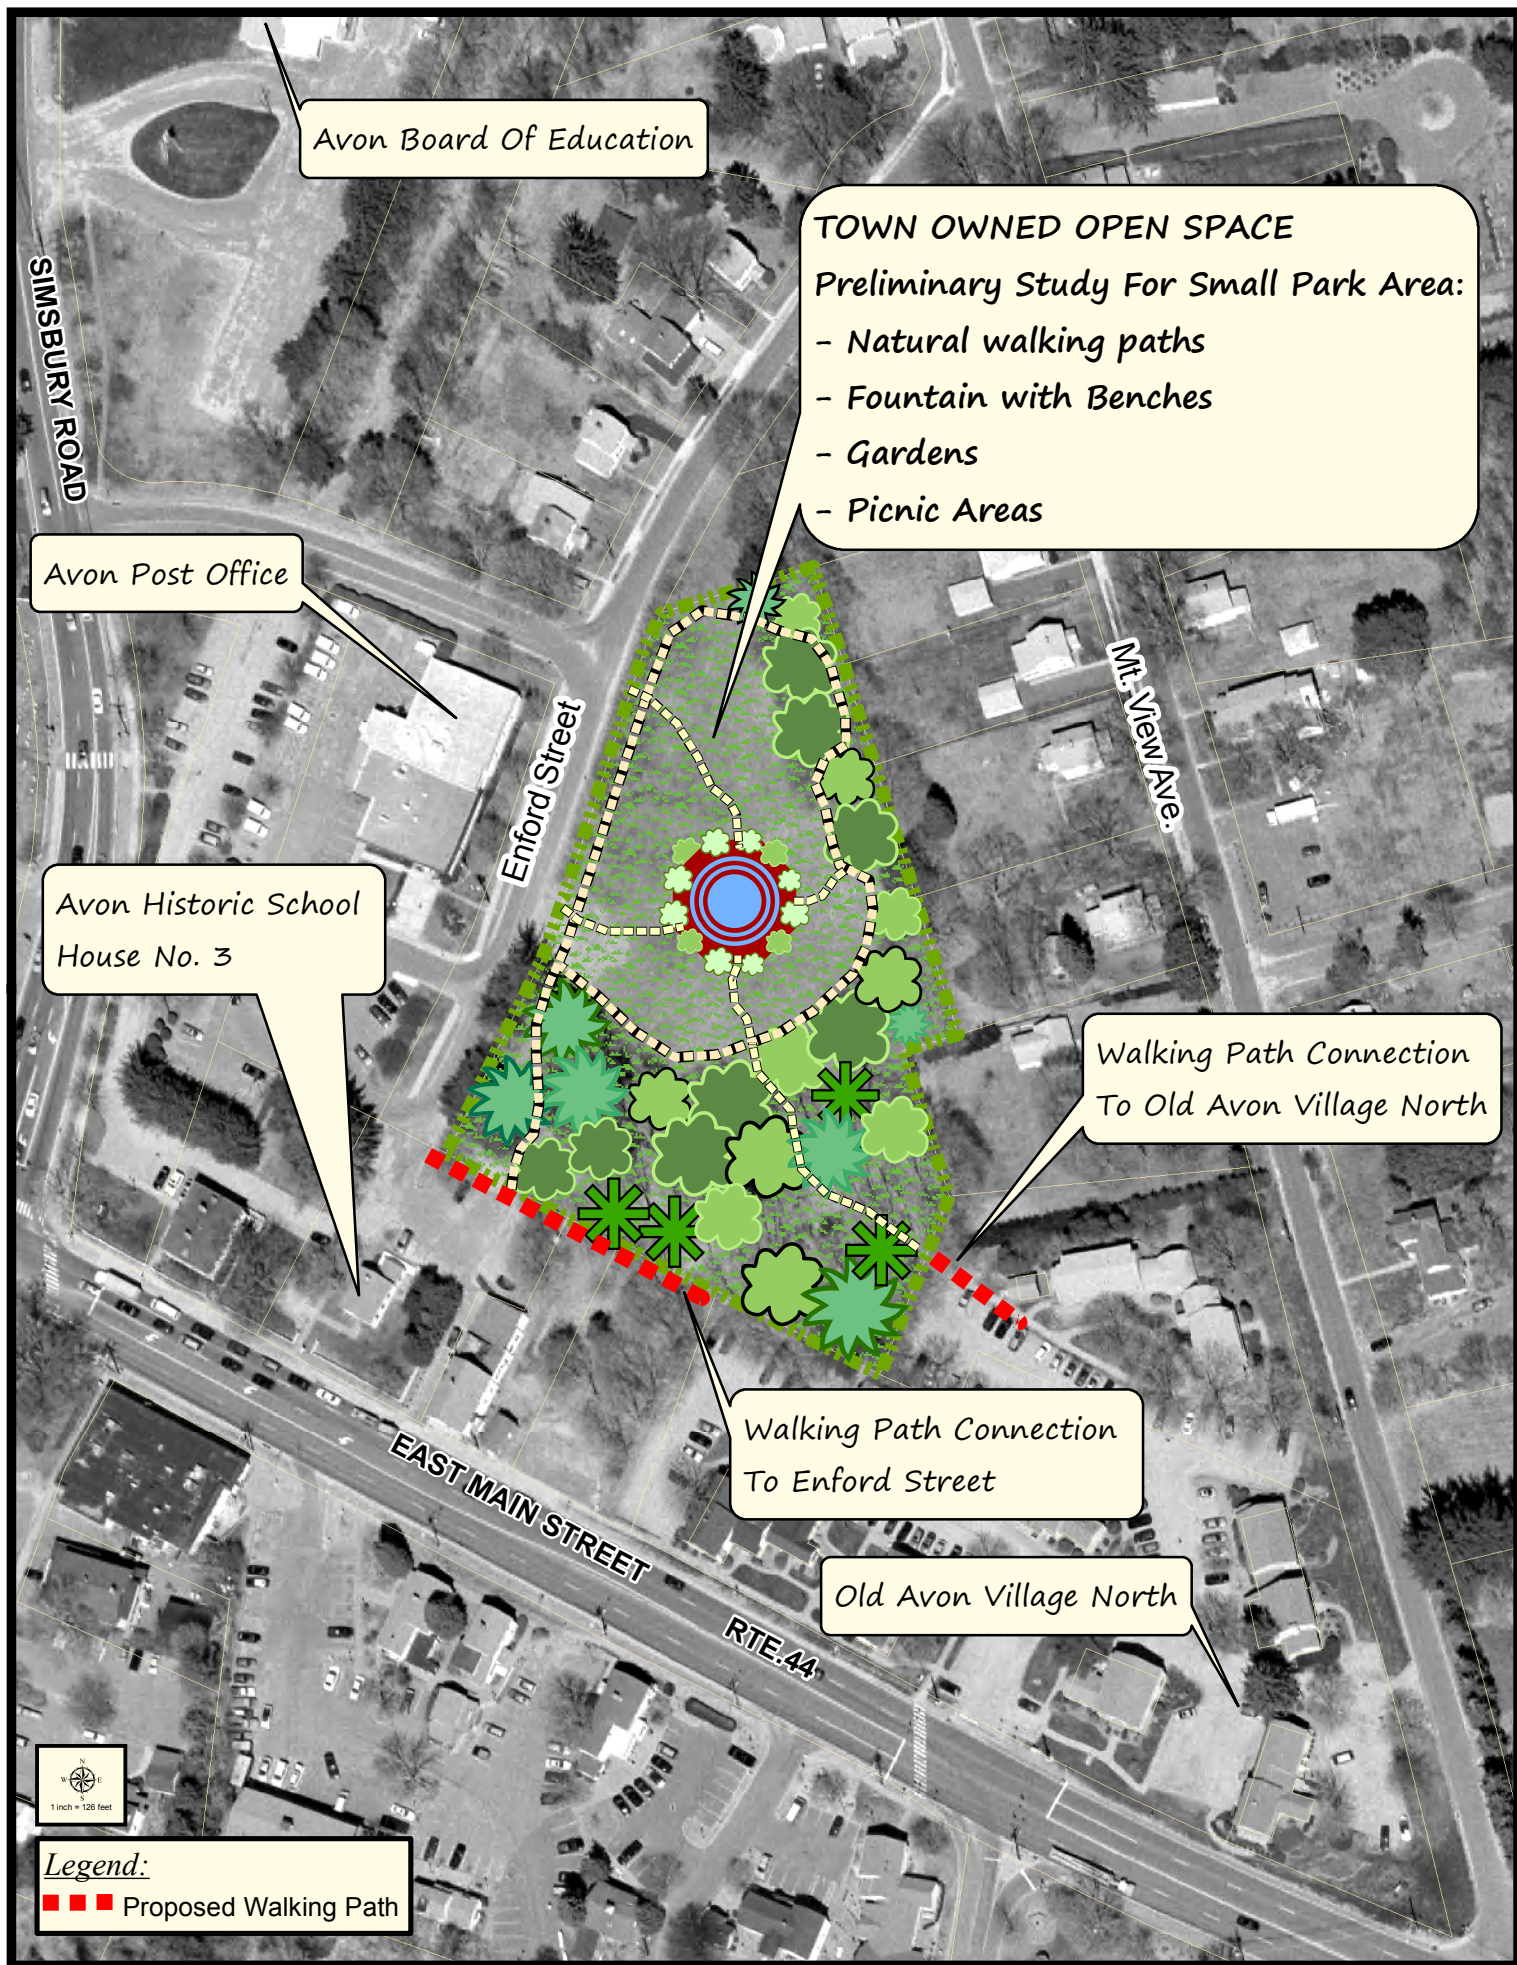 Avon Board Of Education
TOWN OWNED OPEN SPACE
Preliminary Study For Small Park Area:
- Natural walking paths
- Fountain with Benches
- Gardens
- Picnic Areas
SIMSBURY ROAD
Avon Post Office
Enford Street
Mt. View Ave.
Avon Historic School
House No. 3
Walking Path Connection
To Old Avon Village North
Walking Path Connection
To Enford Street
EAST MAIN STREET
RTE.44
Old Avon Village North
N
W E
S
1 inch = 126 feet
Legend:
Proposed Walking Path